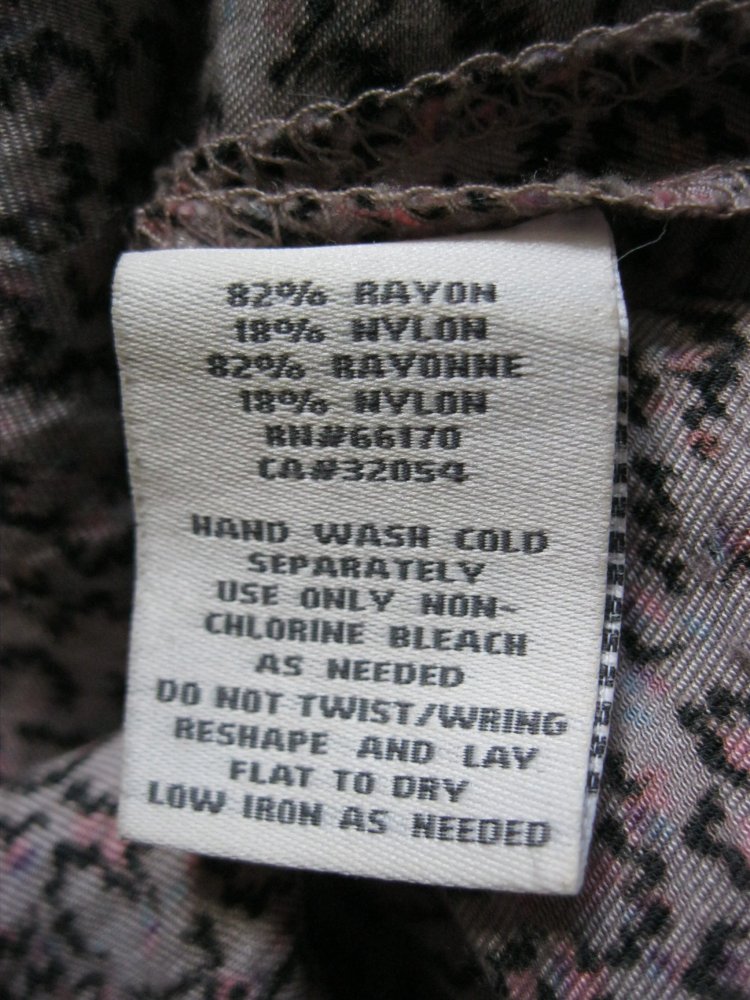 82% RAYON
18% NYLON
82% RAYONNE
18% NYLON
RN#66170
CA#32054
HAND WASH COLD
SEPARATELY
USE ONLY NON-
CHLORINE BLEACH
AS NEEDED
DO NOT TWIST/WRING
RESHAPE AND LAY
FLAT TO DRY
LOW IRON AS NEEDED